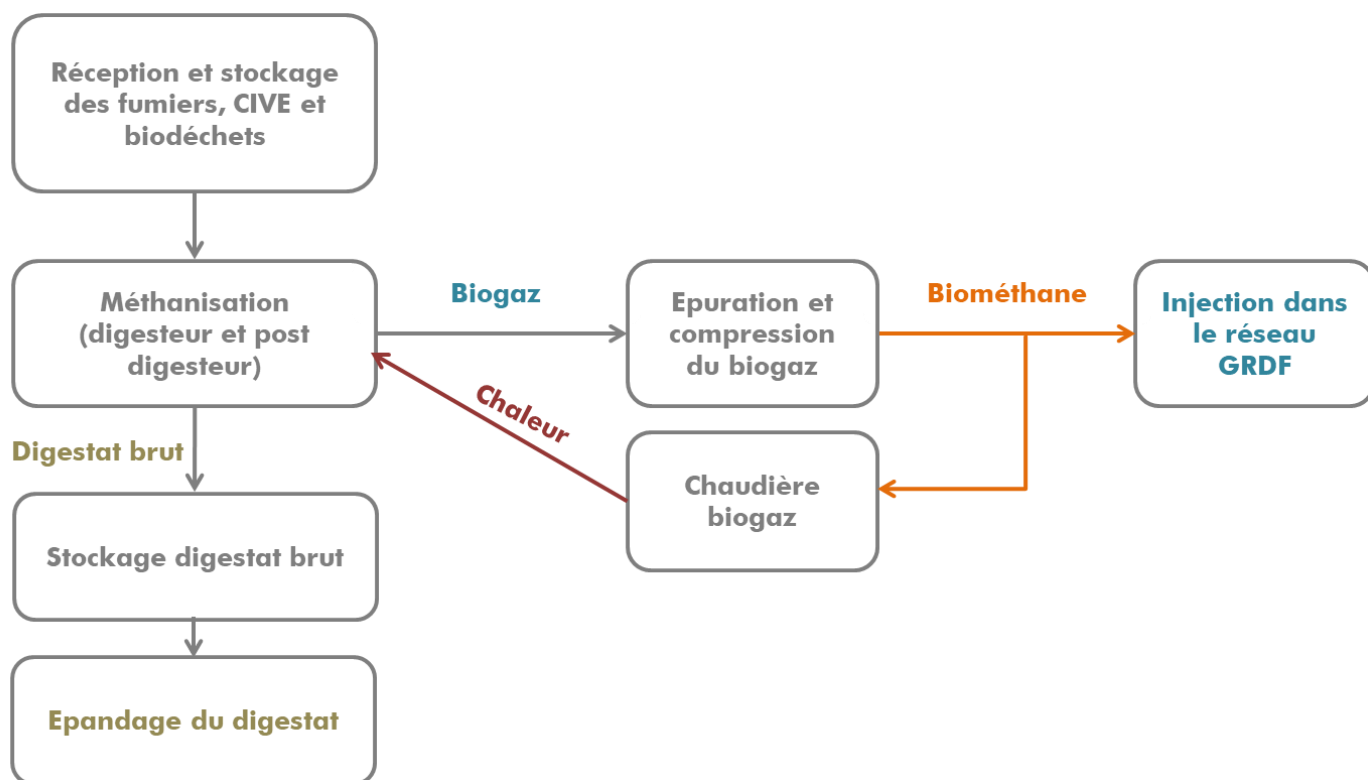 Réception et stockage
des fumiers, CIVE et
biodéchets
Méthanisation
(digesteur et post
digesteur)
Biogaz
Epuration et
compression
du biogaz
Biométhane
Injection dans
le réseau
GRDF
Chaleur
Chaudière
biogaz
Digestat brut
Stockage digestat brut
Epandage du digestat